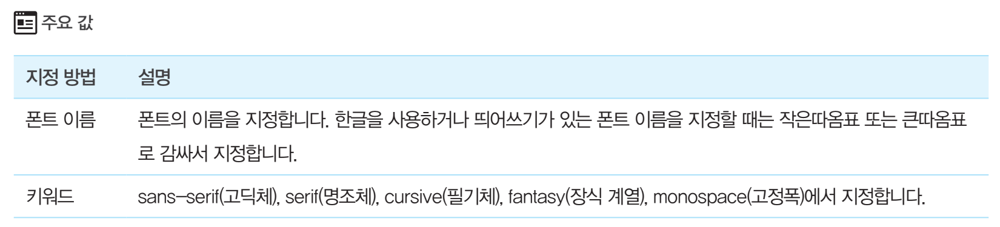 주요 값
지정 방법 설명
폰트 이름 폰트의 이름을 지정합니다. 한글을 사용하거나 띄어쓰기가 있는 폰트 이름을 지정할 때는 작은따옴표 또는 큰따옴표
로 감싸서 지정합니다.
키워드 sans-serif(고딕체), serif(명조체), cursive(필기체), fantasy(장식 계열), monospace(고정폭)에서 지정합니다.